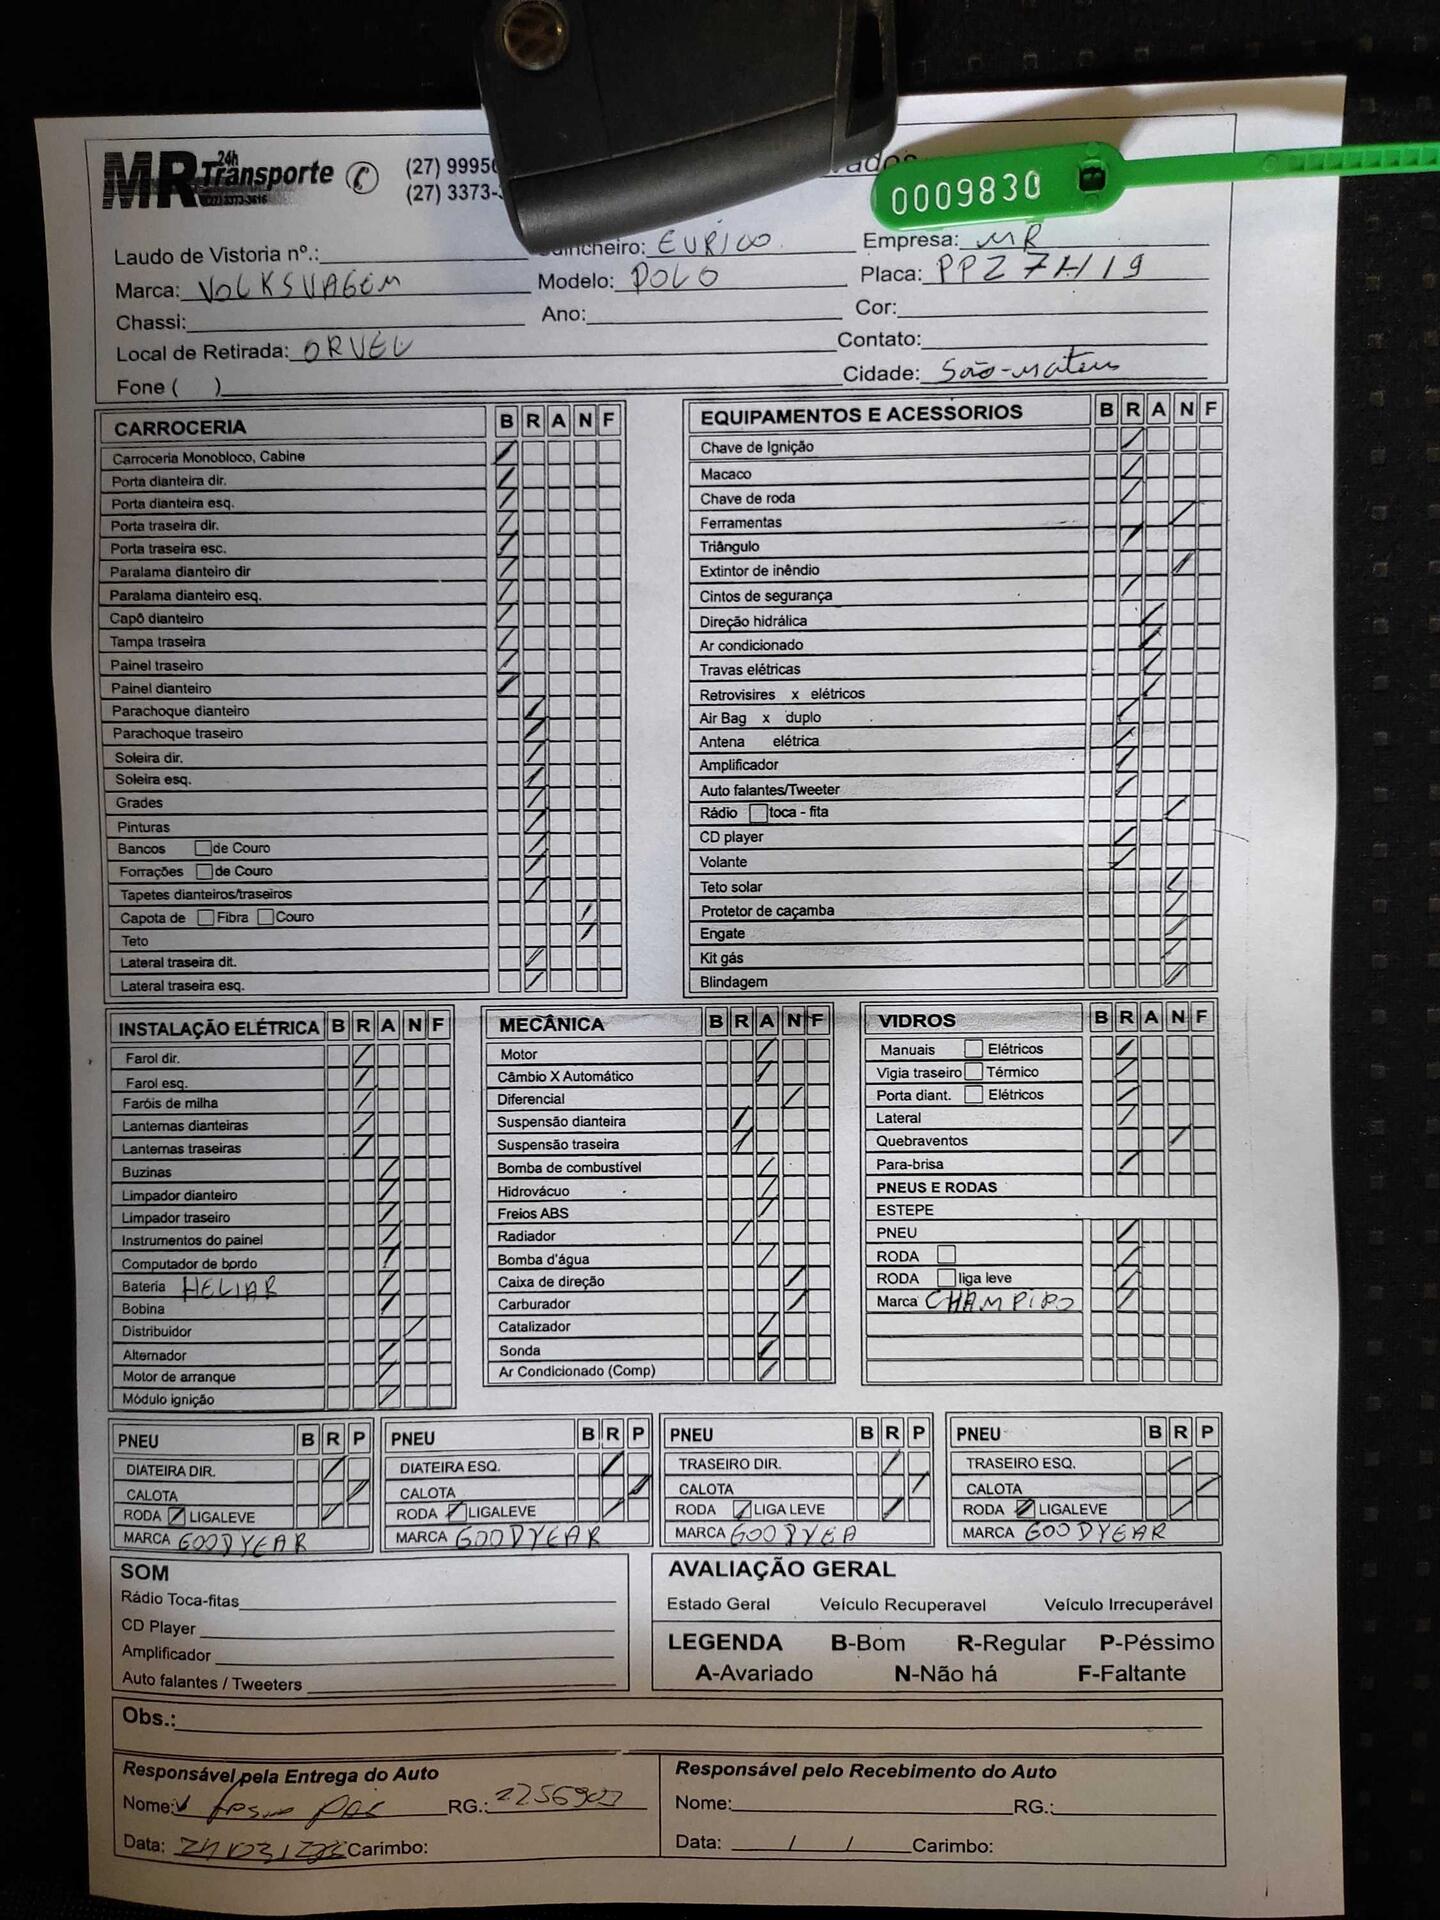 MR 24h Transporte
(27) 3373-3616
(27) 9995
(27) 3373-
0009830
Laudo de Vistoria nº.: incheiro: EURICO Empresa: MR
Marca: VOLKSVAGEM Modelo: POLO Placa: PPZ7H19
Chassi: Ano: Cor:
Local de Retirada: ORVEL Contato:
Fone ( ) Cidade: São-Mateus
CARROCERIA B R A N F
Carroceria Monobloco, Cabine
Porta dianteira dir.
Porta dianteira esq.
Porta traseira dir.
Porta traseira esc.
Paralama dianteiro dir
Paralama dianteiro esq.
Capô dianteiro
Tampa traseira
Painel traseiro
Painel dianteiro
Parachoque dianteiro
Parachoque traseiro
Soleira dir.
Soleira esq.
Grades
Pinturas
Bancos de Couro
Forrações de Couro
Tapetes dianteiros/traseiros
Capota de Fibra Couro
Teto
Lateral traseira dit.
Lateral traseira esq.
EQUIPAMENTOS E ACESSORIOS B R A N F
Chave de Ignição
Macaco
Chave de roda
Ferramentas
Triângulo
Extintor de inêndio
Cintos de segurança
Direção hidrálica
Ar condicionado
Travas elétricas
Retrovisires x elétricos
Air Bag x duplo
Antena elétrica
Amplificador
Auto falantes/Tweeter
Rádio toca - fita
CD player
Volante
Teto solar
Protetor de caçamba
Engate
Kit gás
Blindagem
INSTALAÇÃO ELÉTRICA B R A N F
Farol dir.
Farol esq.
Faróis de milha
Lanternas dianteiras
Lanternas traseiras
Buzinas
Limpador dianteiro
Limpador traseiro
Instrumentos do painel
Computador de bordo
Bateria HELIAR
Bobina
Distribuidor
Alternador
Motor de arranque
Módulo ignição
MECÂNICA B R A N F
Motor
Câmbio X Automático
Diferencial
Suspensão dianteira
Suspensão traseira
Bomba de combustível
Hidrovácuo
Freios ABS
Radiador
Bomba d'água
Caixa de direção
Carburador
Catalizador
Sonda
Ar Condicionado (Comp)
VIDROS B R A N F
Manuais Elétricos
Vigia traseiro Térmico
Porta diant. Elétricos
Lateral
Quebraventos
Para-brisa
PNEUS E RODAS
ESTEPE
PNEU
RODA
RODA liga leve
Marca CHAMPIRO
PNEU B R P
DIATEIRA DIR.
CALOTA
RODA LIGALEVE
MARCA GOODYEAR
PNEU B R P
DIATEIRA ESQ.
CALOTA
RODA LIGALEVE
MARCA GOODYEAR
PNEU B R P
TRASEIRO DIR.
CALOTA
RODA LIGA LEVE
MARCA GOODYEA
PNEU B R P
TRASEIRO ESQ.
CALOTA
RODA LIGALEVE
MARCA GOODYEAR
SOM
Rádio Toca-fitas
CD Player
Amplificador
Auto falantes / Tweeters
AVALIAÇÃO GERAL
Estado Geral Veículo Recuperavel Veículo Irrecuperável
LEGENDA B-Bom R-Regular P-Péssimo
A-Avariado N-Não há F-Faltante
Obs.:
Responsável pela Entrega do Auto
Nome: RG.:
Data: Carimbo:
Responsável pelo Recebimento do Auto
Nome: RG.:
Data: / / Carimbo: